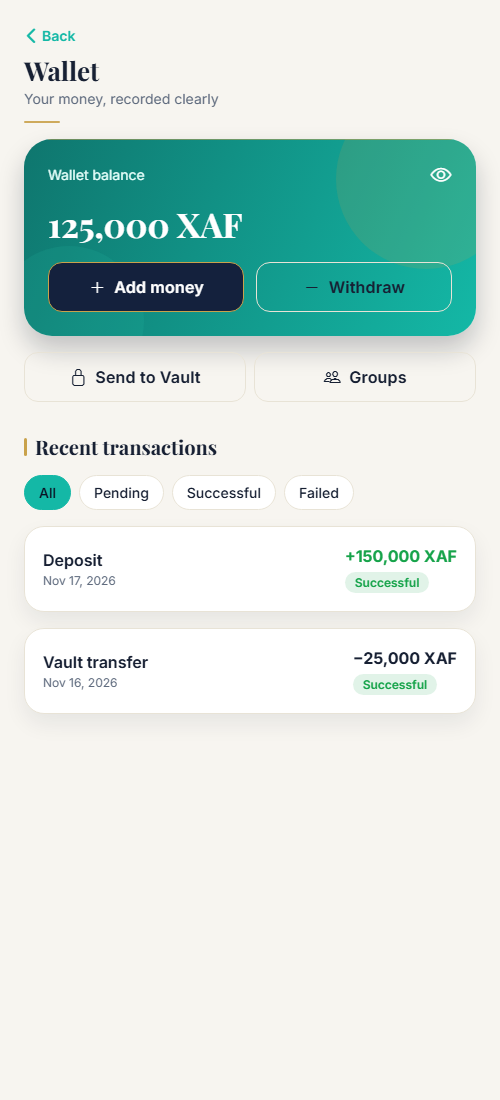 Back
Wallet
Your money, recorded clearly
Wallet balance
125,000 XAF
+ Add money
− Withdraw
Send to Vault
Groups
Recent transactions
All
Pending
Successful
Failed
Deposit
+150,000 XAF
Nov 17, 2026
Successful
Vault transfer
−25,000 XAF
Nov 16, 2026
Successful